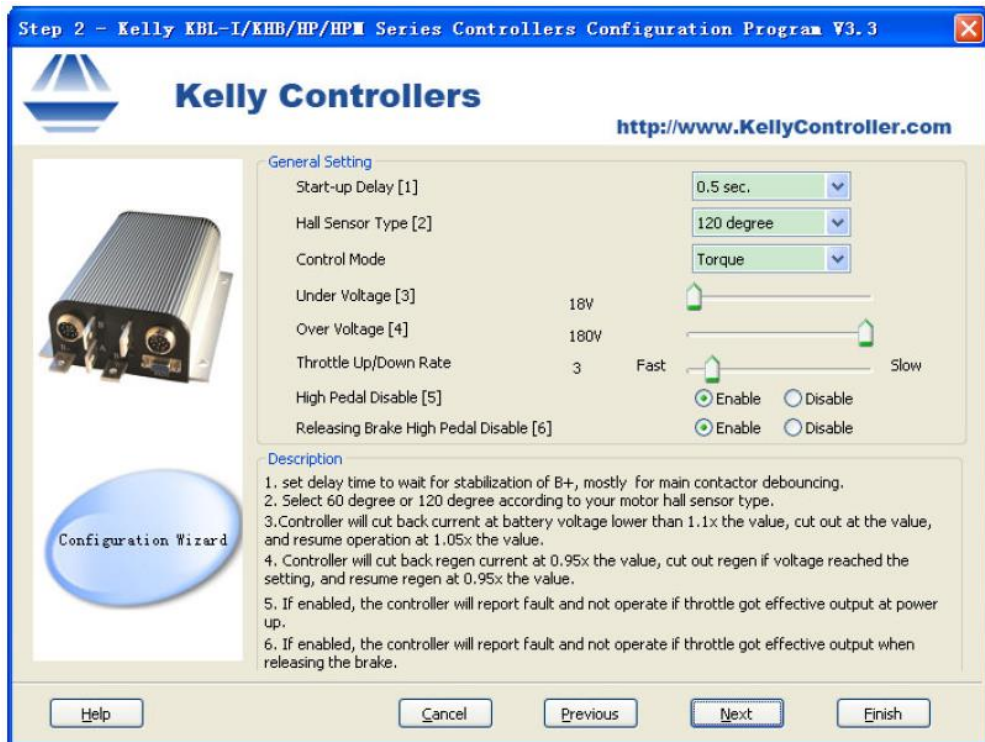 Step 2 - Kelly KBL-I/KHB/HP/HPM Series Controllers Configuration Program V3.3
Kelly Controllers
http://www.KellyController.com
General Setting
Start-up Delay [1] 0.5 sec.
Hall Sensor Type [2] 120 degree
Control Mode Torque
Under Voltage [3] 18V
Over Voltage [4] 180V
Throttle Up/Down Rate 3 Fast Slow
High Pedal Disable [5] Enable Disable
Releasing Brake High Pedal Disable [6] Enable Disable
Description
1. set delay time to wait for stabilization of B+, mostly for main contactor debouncing.
2. Select 60 degree or 120 degree according to your motor hall sensor type.
3.Controller will cut back current at battery voltage lower than 1.1x the value, cut out at the value,
and resume operation at 1.05x the value.
4. Controller will cut back regen current at 0.95x the value, cut out regen if voltage reached the
setting, and resume regen at 0.95x the value.
5. If enabled, the controller will report fault and not operate if throttle got effective output at power
up.
6. If enabled, the controller will report fault and not operate if throttle got effective output when
releasing the brake.
Configuration Wizard
Help Cancel Previous Next Finish